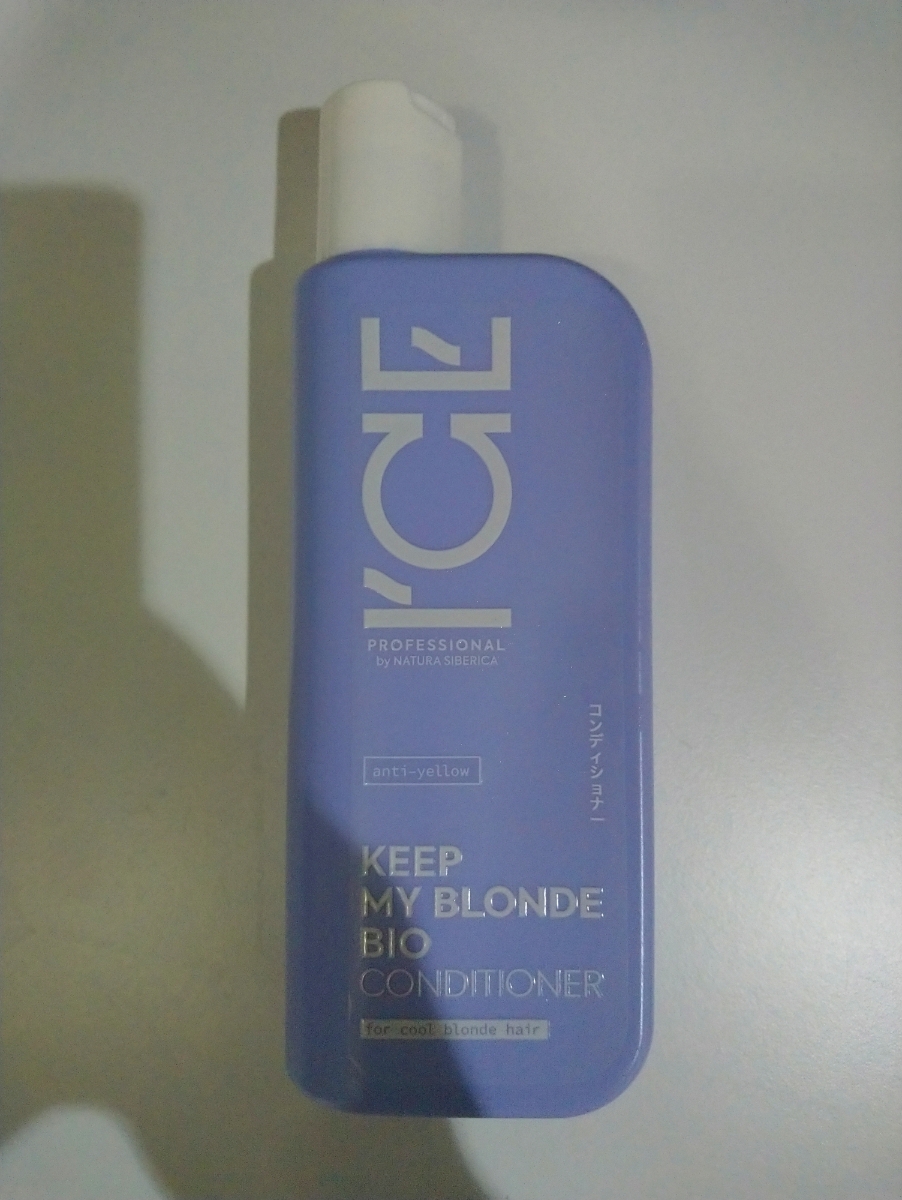 I'CÉ
PROFESSIONAL
by NATURA SIBERICA
anti-yellow
コンディショナー
KEEP
MY BLONDE
BIO
CONDITIONER
for cool blonde hair